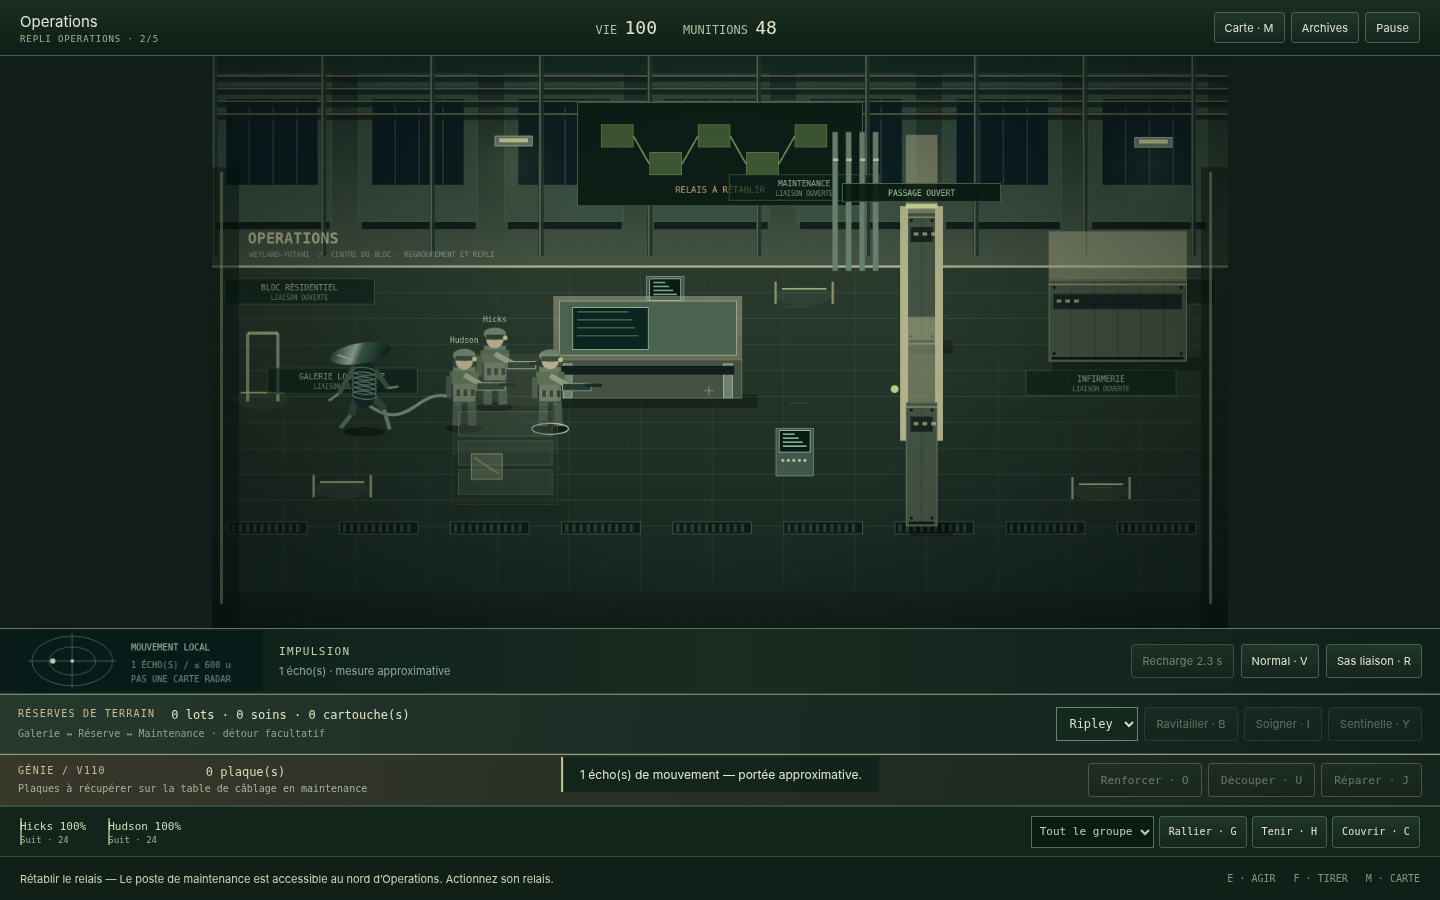 Operations
REPLI OPERATIONS · 2/5
VIE 100 MUNITIONS 48
Carte · M
Archives
Pause
RELAIS À RÉTABLIR
MAINTENANCE
LIAISON OUVERTE
PASSAGE OUVERT
OPERATIONS
WEYLAND-YUTANI / CENTRE DU BLOC · REGROUPEMENT ET REPLI
BLOC RÉSIDENTIEL
LIAISON OUVERTE
Hicks
Hudson
GALERIE
INFIRMERIE
LIAISON OUVERTE
MOUVEMENT LOCAL
1 ÉCHO(S) / ≤ 600 u
PAS UNE CARTE RADAR
IMPULSION
1 écho(s) · mesure approximative
Recharge 2.3 s
Normal · V
Sas liaison · R
RÉSERVES DE TERRAIN 0 lots · 0 soins · 0 cartouche(s)
Galerie ↔ Réserve ↔ Maintenance · détour facultatif
Ripley
Ravitailler · B
Soigner · I
Sentinelle · Y
GÉNIE / V110 0 plaque(s)
Plaques à récupérer sur la table de câblage en maintenance
1 écho(s) de mouvement — portée approximative.
Renforcer · O
Découper · U
Réparer · J
Hicks 100%
Suit · 24
Hudson 100%
Suit · 24
Tout le groupe
Rallier · G
Tenir · H
Couvrir · C
Rétablir le relais — Le poste de maintenance est accessible au nord d'Operations. Actionnez son relais.
E · AGIR F · TIRER M · CARTE